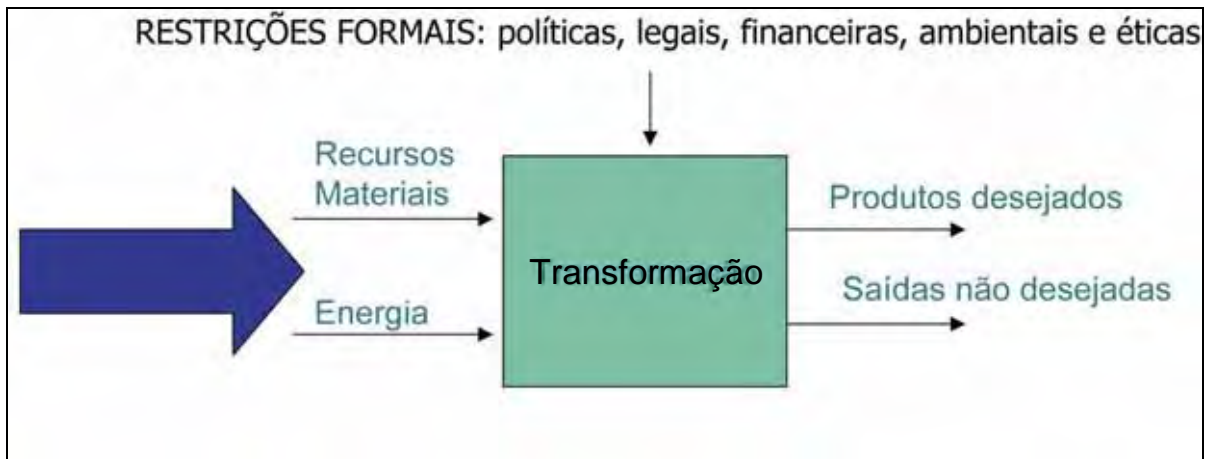 RESTRIÇÕES FORMAIS: políticas, legais, financeiras, ambientais e éticas
Recursos
Materiais
Energia
Transformação
Produtos desejados
Saídas não desejadas